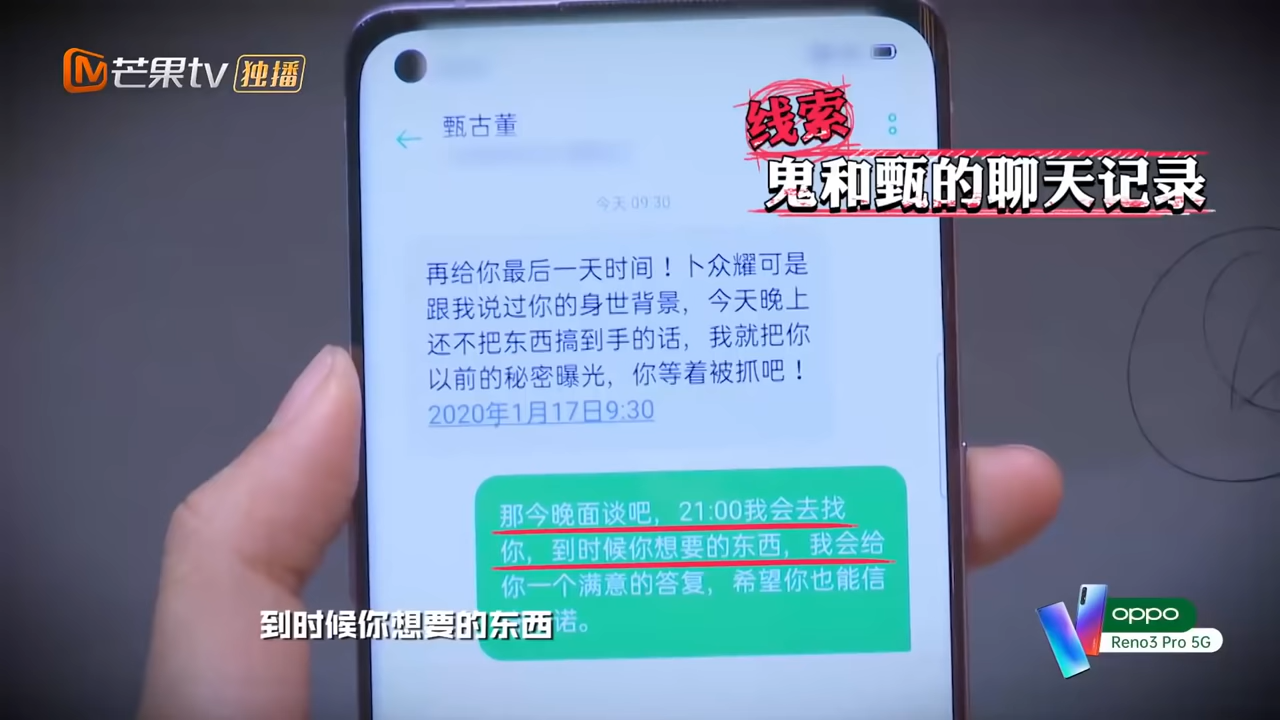 芒果tv 独播
线索
鬼和甄的聊天记录
甄古董
今天 09:30
再给你最后一天时间！卜众耀可是
跟我说过你的身世背景，今天晚上
还不把东西搞到手的话，我就把你
以前的秘密曝光，你等着被抓吧！
2020年1月17日9:30
那今晚面谈吧，21:00我会去找
你，到时候你想要的东西，我会给
你一个满意的答复，希望你也能信
诺。
到时候你想要的东西
oppo
Reno3 Pro 5G